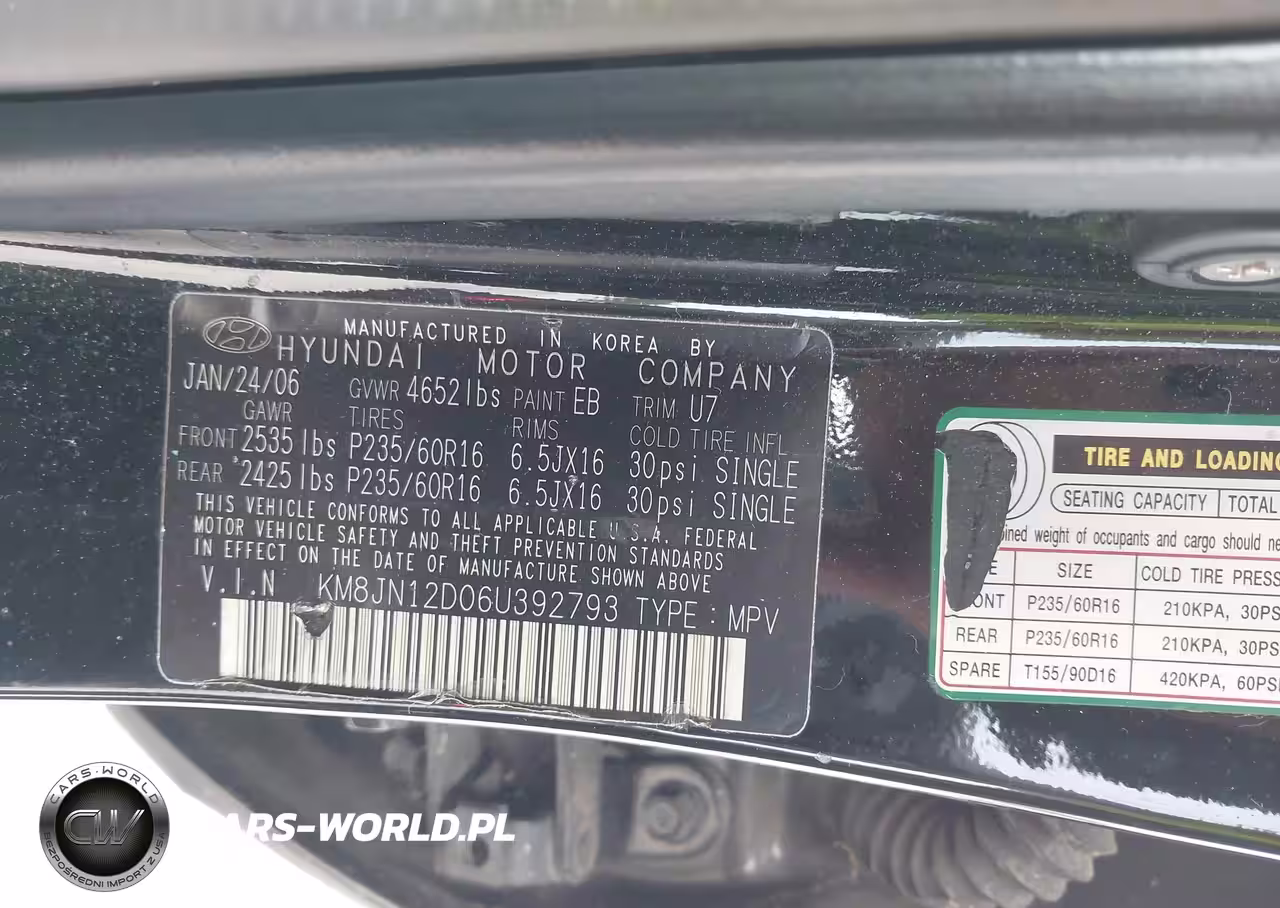 MANUFACTURED IN KOREA BY
HYUNDAI MOTOR COMPANY
JAN/24/06 GVWR 4652lbs PAINT EB TRIM U7
GAWR TIRES RIMS COLD TIRE INFL
FRONT 2535lbs P235/60R16 6.5JX16 30psi SINGLE
REAR 2425lbs P235/60R16 6.5JX16 30psi SINGLE
THIS VEHICLE CONFORMS TO ALL APPLICABLE U.S.A. FEDERAL
MOTOR VEHICLE SAFETY AND THEFT PREVENTION STANDARDS
IN EFFECT ON THE DATE OF MANUFACTURE SHOWN ABOVE
V.I.N KM8JN12D06U392793 TYPE : MPV
TIRE AND LOADING
SEATING CAPACITY TOTAL
weight of occupants and cargo should
SIZE COLD TIRE PRESS
P235/60R16 210KPA, 30PS
REAR P235/60R16 210KPA, 30PS
SPARE T155/90D16 420KPA, 60PS
CARS-WORLD
CW
BEZPOŚREDNI IMPORT Z USA
CARS-WORLD.PL